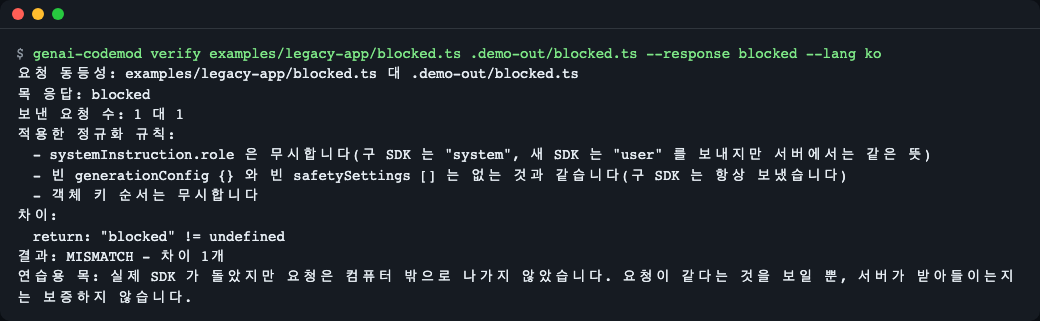 $ genai-codemod verify examples/legacy-app/blocked.ts .demo-out/blocked.ts --response blocked --lang ko
요청 동등성: examples/legacy-app/blocked.ts 대 .demo-out/blocked.ts
목 응답: blocked
보낸 요청 수: 1 대 1
적용한 정규화 규칙:
  - systemInstruction.role 은 무시합니다(구 SDK 는 "system", 새 SDK 는 "user" 를 보내지만 서버에서는 같은 뜻)
  - 빈 generationConfig {} 와 빈 safetySettings [] 는 없는 것과 같습니다(구 SDK 는 항상 보냈습니다)
  - 객체 키 순서는 무시합니다
차이:
  return: "blocked" != undefined
결과: MISMATCH - 차이 1개
연습용 목: 실제 SDK 가 돌았지만 요청은 컴퓨터 밖으로 나가지 않았습니다. 요청이 같다는 것을 보일 뿐, 서버가 받아들이는지
는 보증하지 않습니다.